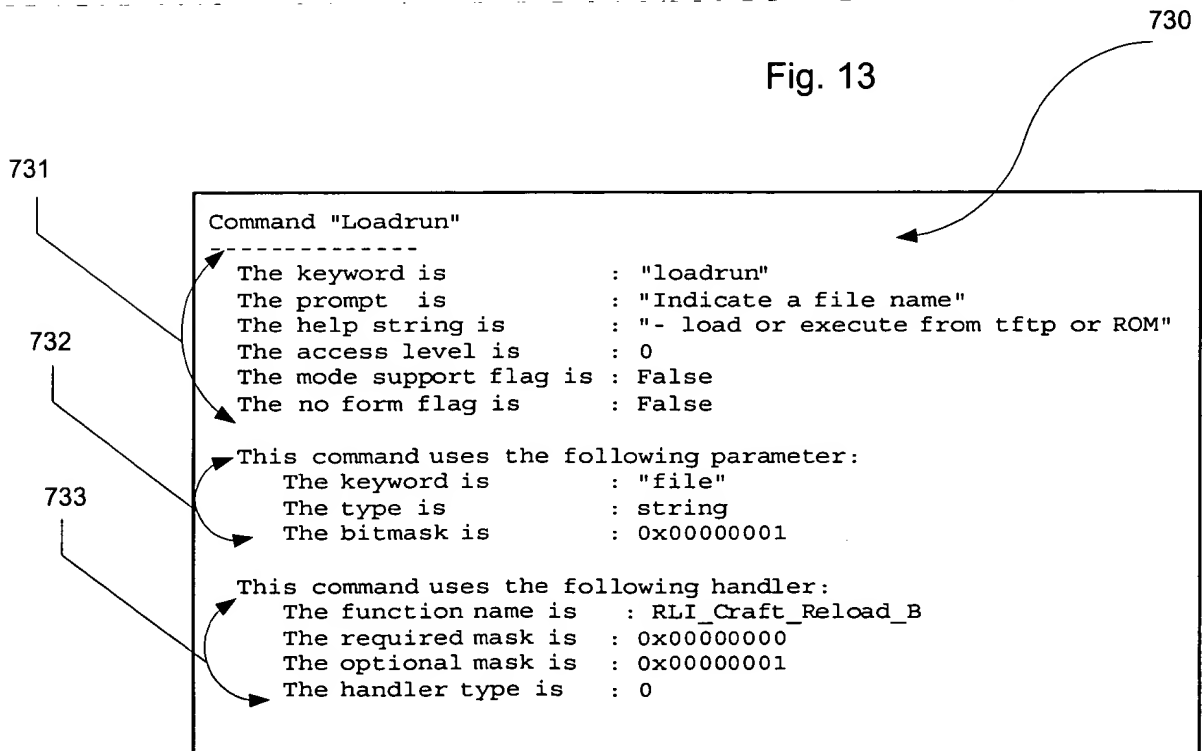 730
Fig. 13
731
Command "Loadrun"
--------------
The keyword is : "loadrun"
The prompt is : "Indicate a file name"
The help string is : "- load or execute from tftp or ROM"
732
The access level is : 0
The mode support flag is : False
The no form flag is : False
This command uses the following parameter:
The keyword is : "file"
733
The type is : string
The bitmask is : 0x00000001
This command uses the following handler:
The function name is : RLI_Craft_Reload_B
The required mask is : 0x00000000
The optional mask is : 0x00000001
The handler type is : 0